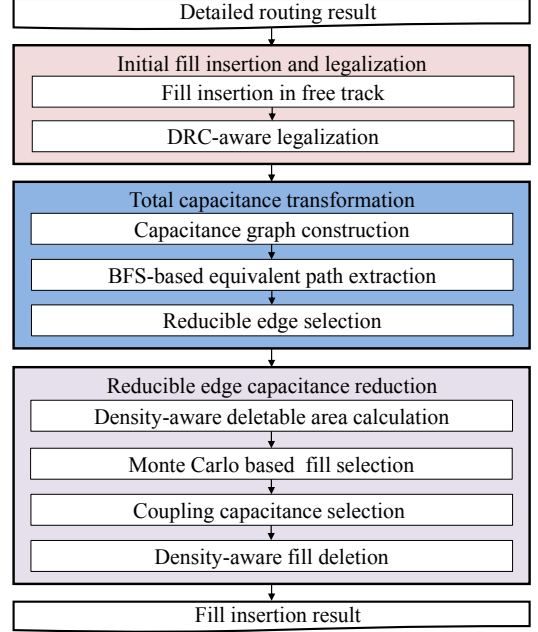 Detailed routing result
Initial fill insertion and legalization
Fill insertion in free track
DRC-aware legalization
Total capacitance transformation
Capacitance graph construction
BFS-based equivalent path extraction
Reducible edge selection
Reducible edge capacitance reduction
Density-aware deletable area calculation
Monte Carlo based fill selection
Coupling capacitance selection
Density-aware fill deletion
Fill insertion result